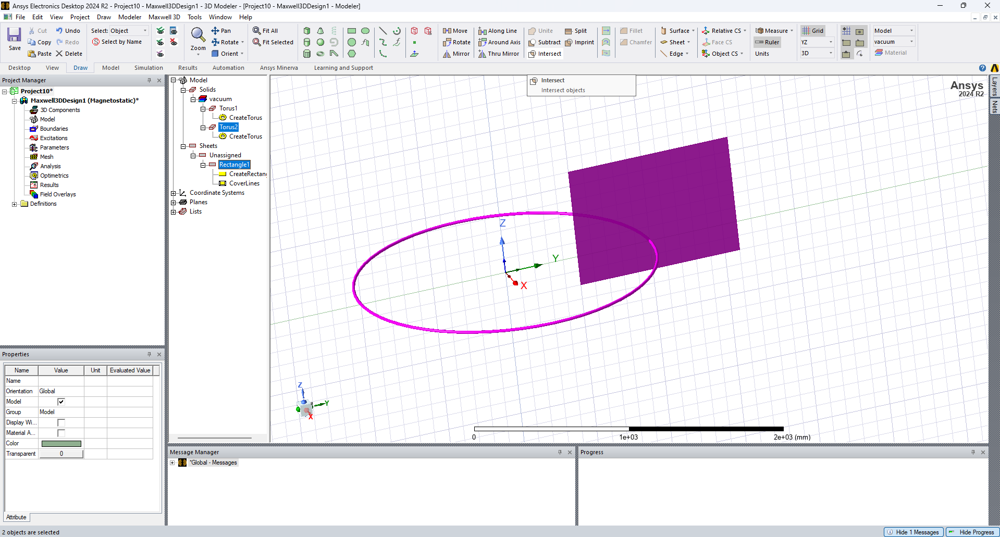 Ansys Electronics Desktop 2024 R2 - Project10 - Maxwell3DDesign1 - 3D Modeler - [Project10 - Maxwell3DDesign1 - Modeler]
File Edit View Project Draw Modeler Maxwell 3D Tools Window Help
Save
Cut Undo
Copy Redo
Paste Delete
Select: Object
Select by Name
Zoom
Pan
Rotate
Orient
Fit All
Fit Selected
Move Along Line Unite Split
Rotate Around Axis Subtract Imprint
Mirror Thru Mirror Intersect
Fillet
Chamfer
Surface
Sheet
Edge
Relative CS
Face CS
Object CS
Measure
Ruler
Units
Grid
YZ
3D
Model
vacuum
Material
Desktop View Draw Model Simulation Results Automation Ansys Minerva Learning and Support
Intersect
Intersect objects
Project Manager
Project10*
Maxwell3DDesign1 (Magnetostatic)*
3D Components
Model
Boundaries
Excitations
Parameters
Mesh
Analysis
Optimetrics
Results
Field Overlays
Definitions
Model
Solids
vacuum
Torus1
CreateTorus
Torus2
CreateTorus
Sheets
Unassigned
Rectangle1
CreateRectang
CoverLines
Coordinate Systems
Planes
Lists
Ansys
2024 R2
Layers
Nets
Z
Y
X
Z
Y
X
0 1e+03 2e+03 (mm)
Properties
Name Value Unit Evaluated Value
Name
Orientation Global
Model
Group Model
Display Wi...
Material A...
Color
Transparent 0
Attribute
Message Manager
*Global - Messages
Progress
2 objects are selected
Hide 1 Messages
Hide Progress